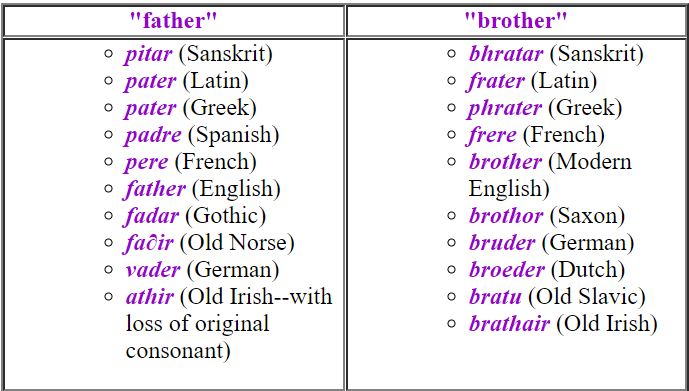 "father"
pitar (Sanskrit)
pater (Latin)
pater (Greek)
padre (Spanish)
pere (French)
father (English)
fadar (Gothic)
fa∂ir (Old Norse)
vader (German)
athir (Old Irish--with
loss of original
consonant)
"brother"
bhratar (Sanskrit)
frater (Latin)
phrater (Greek)
frere (French)
brother (Modern
English)
brothor (Saxon)
bruder (German)
broeder (Dutch)
bratu (Old Slavic)
brathair (Old Irish)